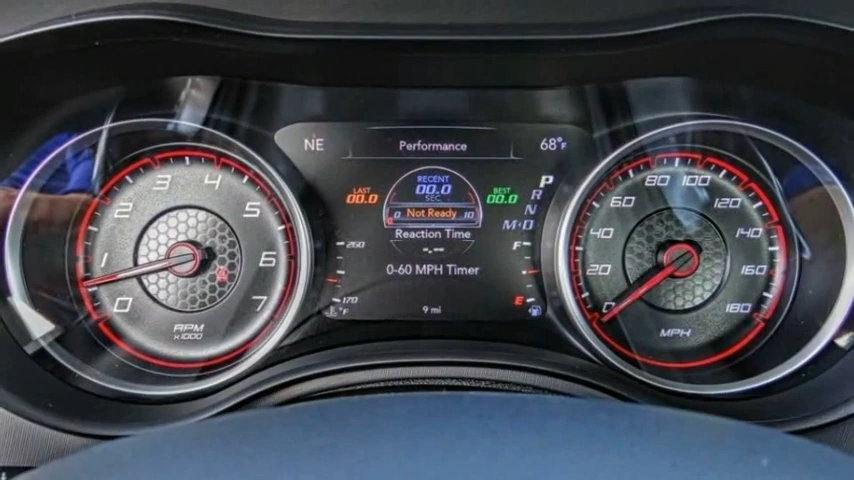 NE
Performance
68°F
RECENT
00.0
SEC
LAST
00.0
BEST
00.0
0 Not Ready 10
Reaction Time
-.--
0-60 MPH Timer
9 mi
260
170
°F
F
E
P
R
N
M·D
0
1
2
3
4
5
6
7
RPM
x1000
0
20
40
60
80
100
120
140
160
180
MPH